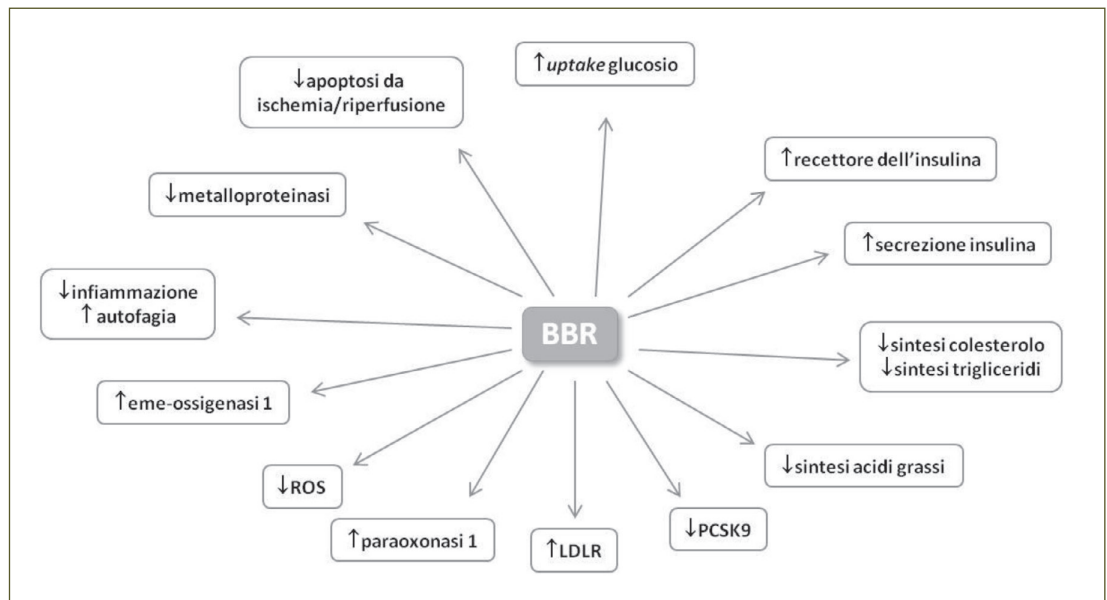 ↑uptake glucosio
↓apoptosi da
ischemia/riperfusione
↑recettore dell'insulina
↓metalloproteinasi
↑secrezione insulina
↓infiammazione
↑autofagia
BBR
↓sintesi colesterolo
↓sintesi trigliceridi
↑eme-ossigenasi 1
↓sintesi acidi grassi
↓ROS
↓PCSK9
↑paraoxonasi 1
↑LDLR